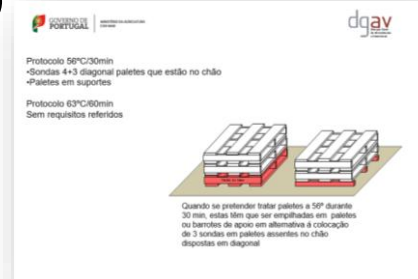 GOVERNO DE
PORTUGAL
dgav
Protocolo 56ºC/30min
•Sondas 4+3 diagonal paletes que estão no chão
•Paletes em suportes
Protocolo 63ºC/60min
Sem requisitos referidos
Quando se pretender tratar paletes a 56º durante
30 min, estas têm que ser empilhadas em paletes
ou barrotes de apoio em alternativa à colocação
de 3 sondas em paletes assentes no chão
dispostas em diagonal